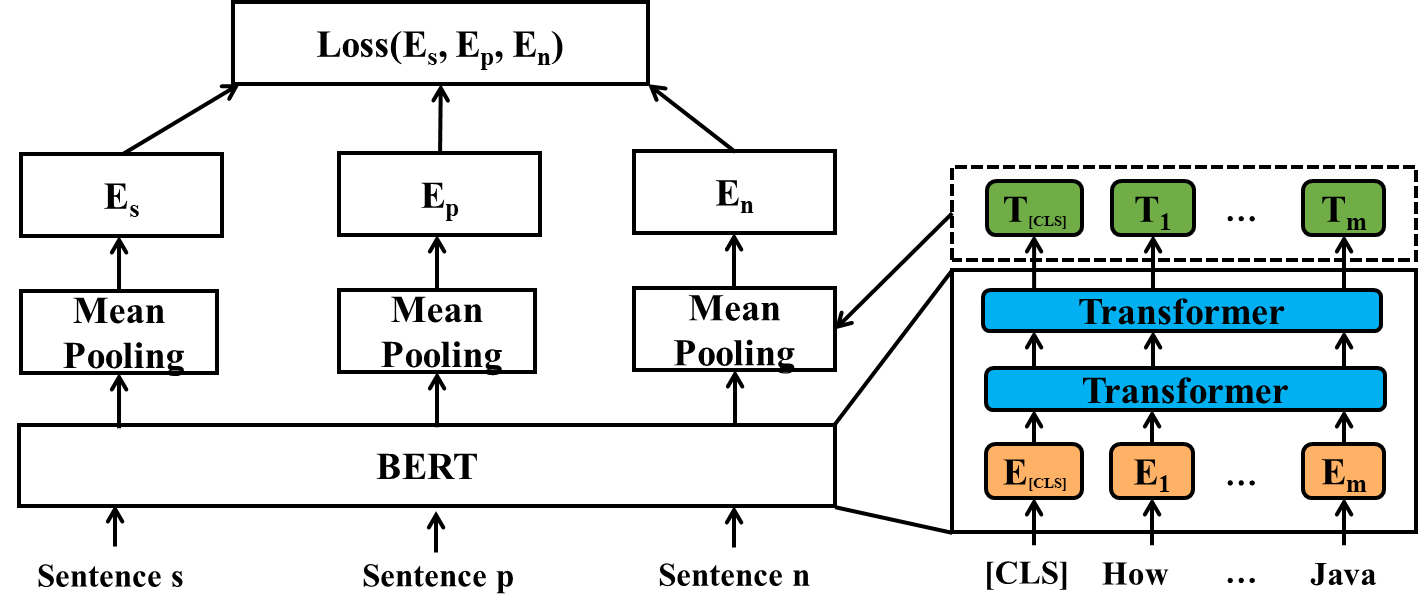 Loss(Es, Ep, En)
Es
Ep
En
Mean
Pooling
Mean
Pooling
Mean
Pooling
BERT
Sentence s
Sentence p
Sentence n
T[CLS] T1 ... Tm
Transformer
Transformer
E[CLS] E1 ... Em
[CLS] How ... Java